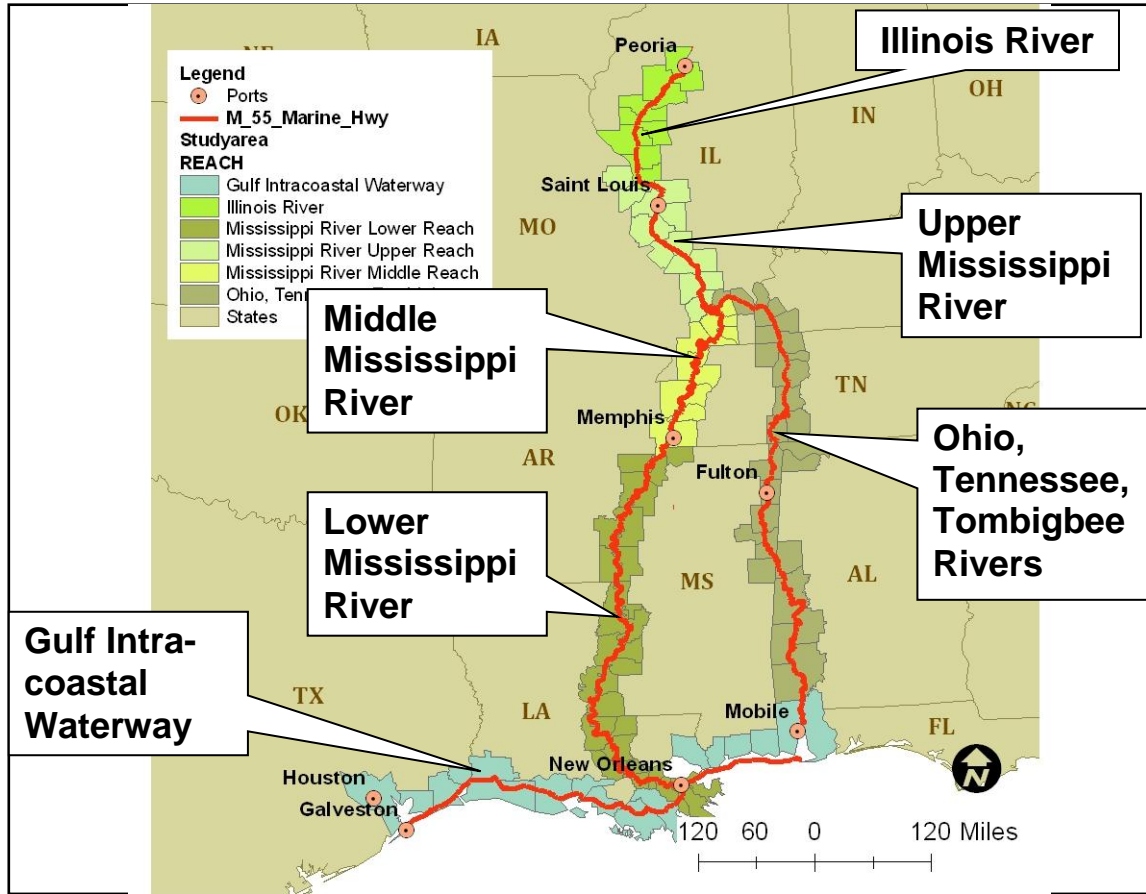 IA
Peoria
Illinois River
OH
Legend
Ports
M_55_Marine_Hwy
Studyarea
REACH
Gulf Intracoastal Waterway
Illinois River
Mississippi River Lower Reach
Mississippi River Upper Reach
Mississippi River Middle Reach
Ohio, Ten
States
IN
IL
Saint Louis
MO
Upper
Mississippi
River
Middle
Mississippi
River
TN
OK
Memphis
AR
Fulton
Ohio,
Tennessee,
Tombigbee
Rivers
Lower
Mississippi
River
MS
AL
Gulf Intra-
coastal
Waterway
TX
LA
Mobile
FL
New Orleans
Houston
Galveston
N
120 60 0 120 Miles